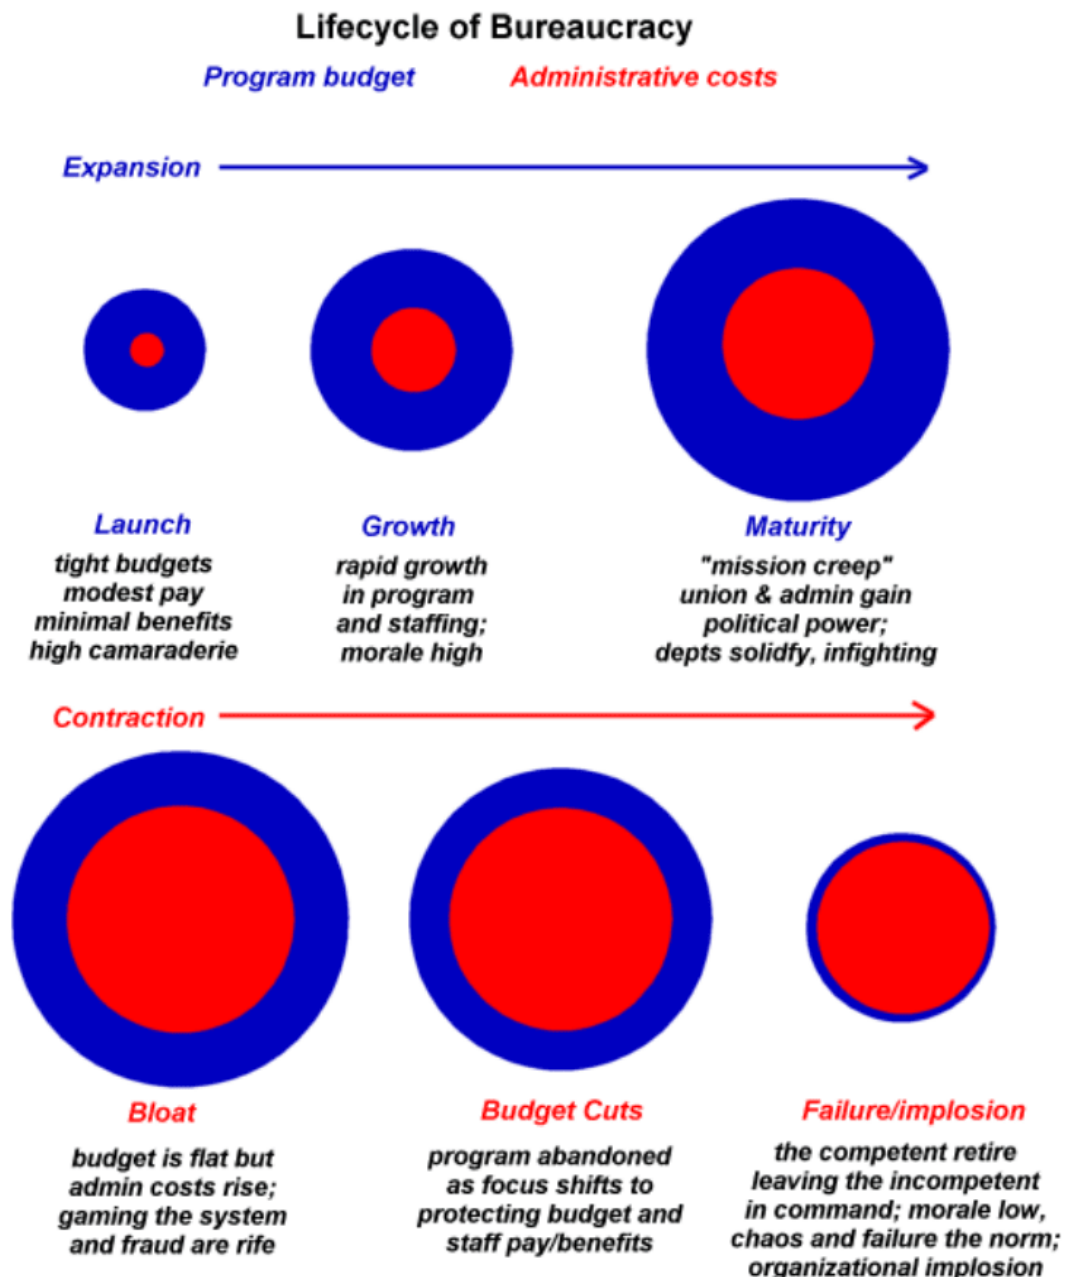 Lifecycle of Bureaucracy
Program budget
Administrative costs
Expansion
Launch
tight budgets
modest pay
minimal benefits
high camaraderie
Growth
rapid growth
in program
and staffing;
morale high
Maturity
"mission creep"
union & admin gain
political power;
depts solidfy, infighting
Contraction
Bloat
budget is flat but
admin costs rise;
gaming the system
and fraud are rife
Budget Cuts
program abandoned
as focus shifts to
protecting budget and
staff pay/benefits
Failure/implosion
the competent retire
leaving the incompetent
in command; morale low,
chaos and failure the norm;
organizational implosion